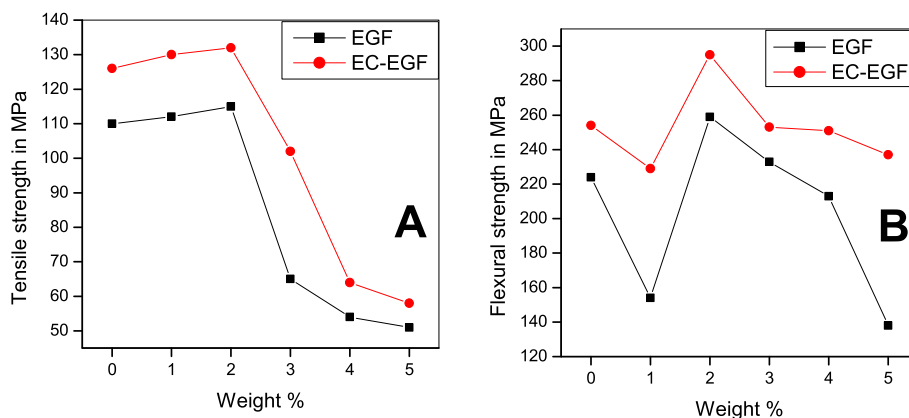 140
130
120
110
100
90
80
70
60
50
Tensile strength in MPa
0 1 2 3 4 5
Weight %
EGF
EC-EGF
A
300
280
260
240
220
200
180
160
140
120
Flexural strength in MPa
0 1 2 3 4 5
Weight %
EGF
EC-EGF
B